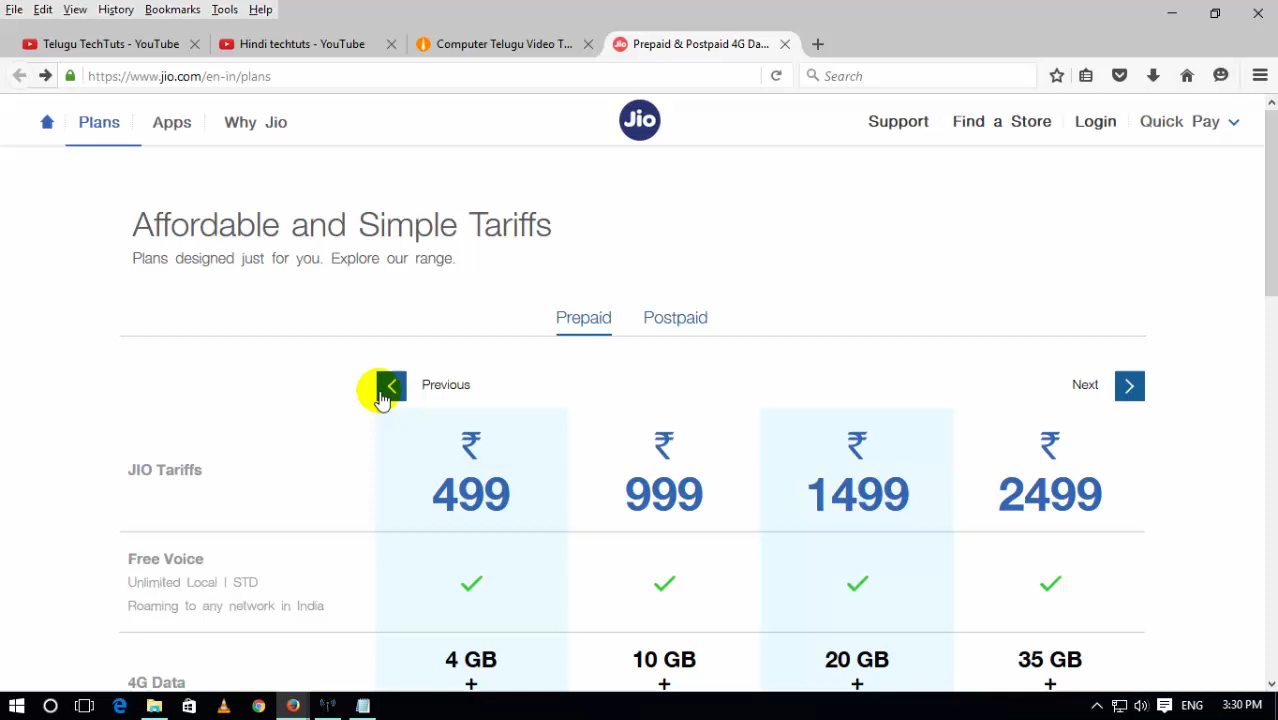 File Edit View History Bookmarks Tools Help
Telugu TechTuts - YouTube
Hindi techtuts - YouTube
Computer Telugu Video T...
Jio
Prepaid & Postpaid 4G Da...
https://www.jio.com/en-in/plans
Search
Plans
Apps
Why Jio
Jio
Support
Find a Store
Login
Quick Pay
Affordable and Simple Tariffs
Plans designed just for you. Explore our range.
Prepaid
Postpaid
Previous
Next
JIO Tariffs
₹ ₹ ₹ ₹
499 999 1499 2499
Free Voice
Unlimited Local | STD
Roaming to any network in India
4 GB 10 GB 20 GB 35 GB
+ + + +
4G Data
ENG
3:30 PM